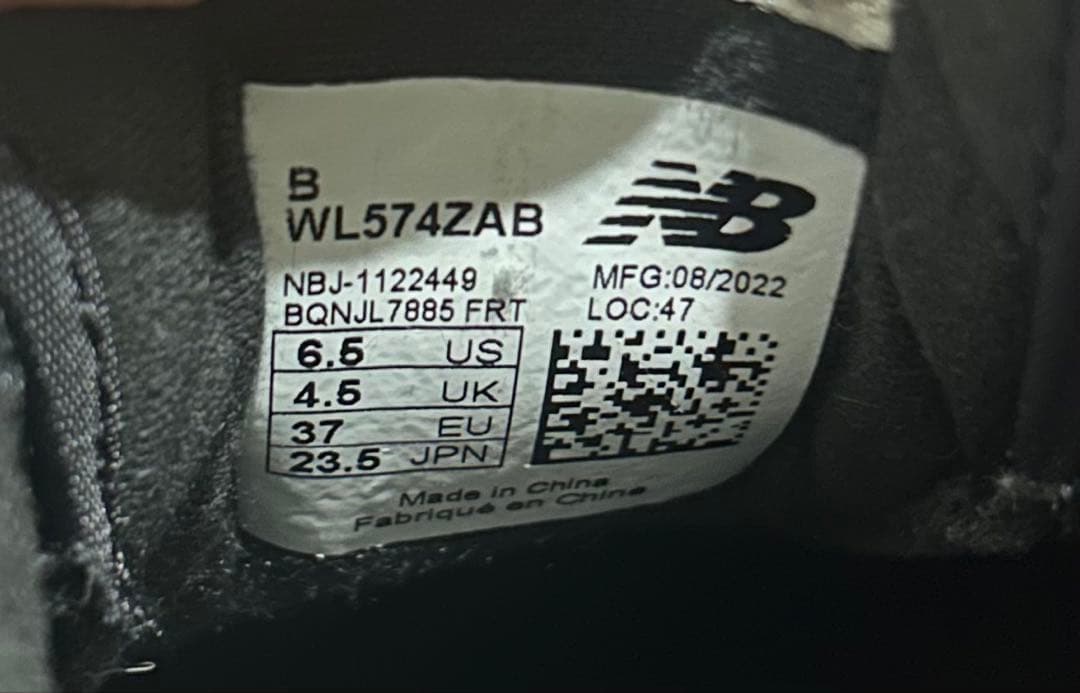 B
WL574ZAB
NB
NBJ-1122449
MFG:08/2022
BQNJL7885 FRT
LOC:47
6.5 US
4.5 UK
37 EU
23.5 JPN
Made in China
Fabriqué en Chine